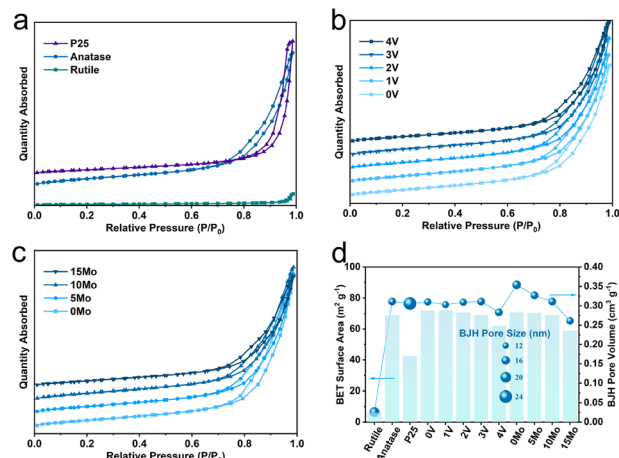 a
P25
Anatase
Rutile
Quantity Absorbed
0.0 0.2 0.4 0.6 0.8 1.0
Relative Pressure (P/P0)
b
4V
3V
2V
1V
0V
Quantity Absorbed
0.0 0.2 0.4 0.6 0.8 1.0
Relative Pressure (P/P0)
c
15Mo
10Mo
5Mo
0Mo
Quantity Absorbed
0.0 0.2 0.4 0.6 0.8 1.0
Relative Pressure (P/P0)
d
100
80
60
40
20
0
BET Surface Area (m² g⁻¹)
BJH Pore Size (nm)
12
16
20
24
0.40
0.35
0.30
0.25
0.20
0.15
0.10
0.05
0.00
BJH Pore Volume (cm³ g⁻¹)
Rutile Anatase P25 0V 1V 2V 3V 4V 0Mo 5Mo 10Mo 15Mo